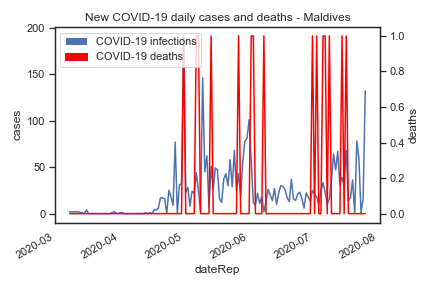 New COVID-19 daily cases and deaths - Maldives
COVID-19 infections
COVID-19 deaths
200
150
100
50
0
cases
1.0
0.8
0.6
0.4
0.2
0.0
deaths
2020-03
2020-04
2020-05
2020-06
2020-07
2020-08
dateRep